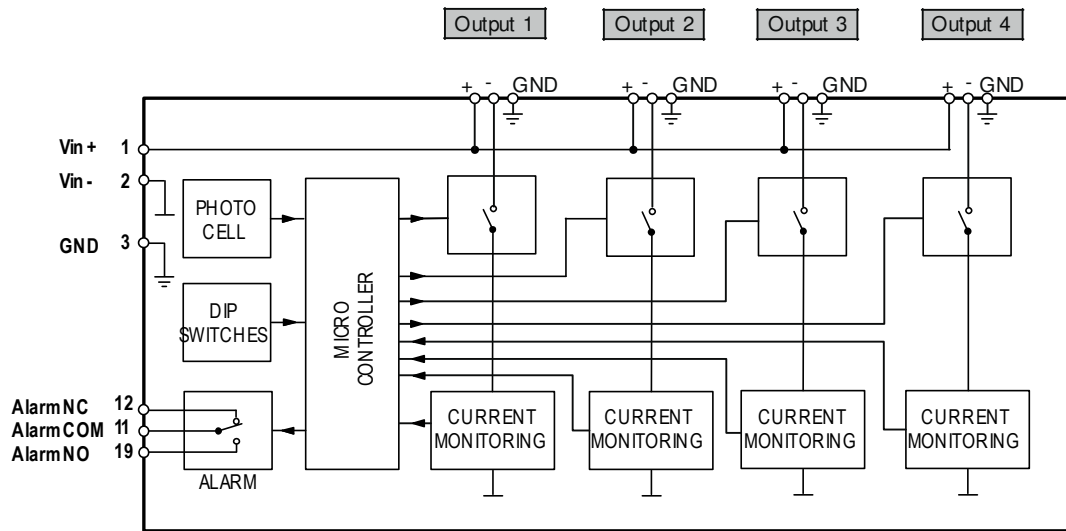 Output 1 Output 2 Output 3 Output 4
+ - GND + - GND + - GND + - GND
Vin + 1
Vin - 2
GND 3
PHOTO
CELL
DIP
SWITCHES
MICRO
CONTROLLER
Alarm NC 12
Alarm COM 11
Alarm NO 19
ALARM
CURRENT
MONITORING
CURRENT
MONITORING
CURRENT
MONITORING
CURRENT
MONITORING